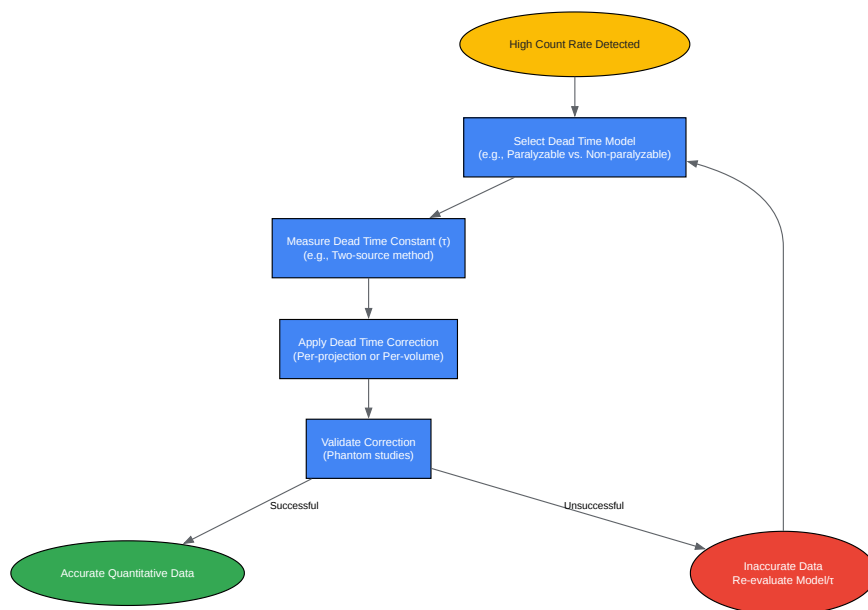 High Count Rate Detected
Select Dead Time Model
(e.g., Paralyzable vs. Non-paralyzable)
Measure Dead Time Constant (τ)
(e.g., Two-source method)
Apply Dead Time Correction
(Per-projection or Per-volume)
Validate Correction
(Phantom studies)
Successful
Unsuccessful
Accurate Quantitative Data
Inaccurate Data
Re-evaluate Model/τ